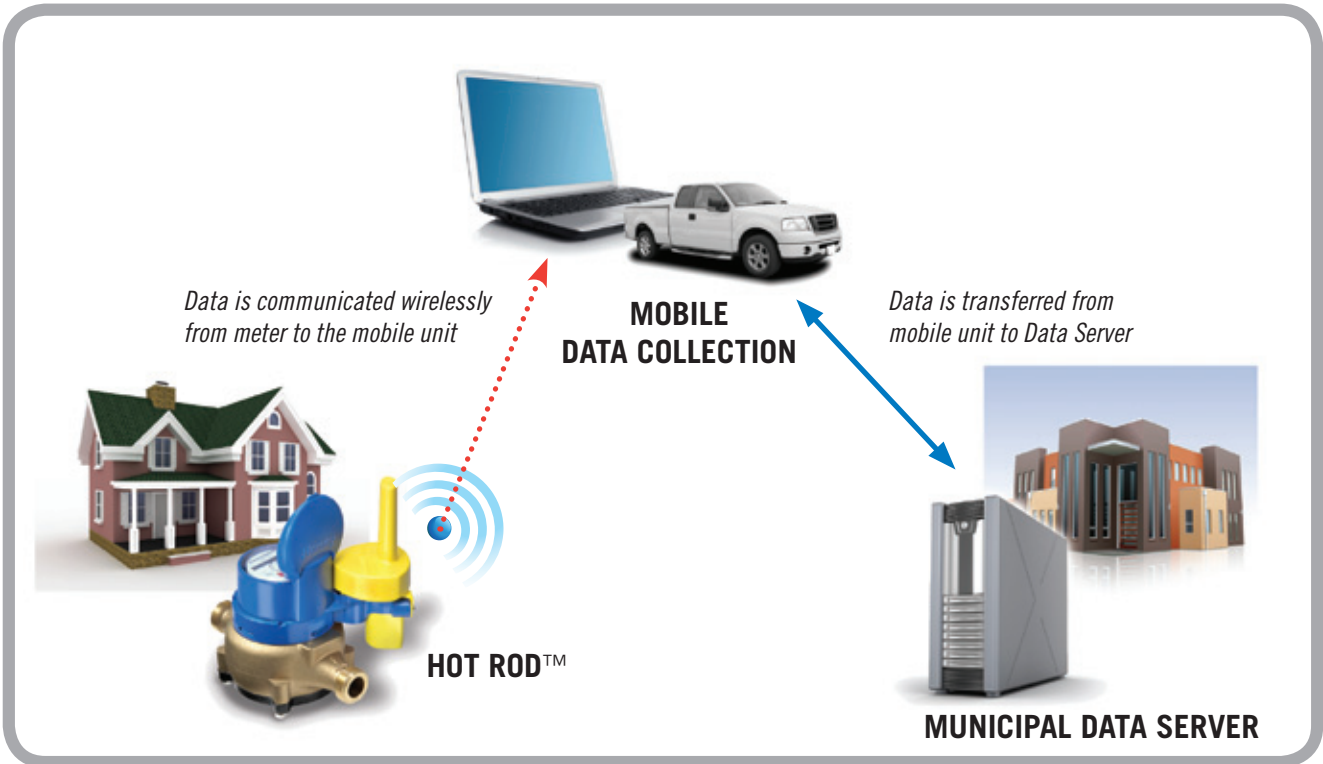 Data is communicated wirelessly
from meter to the mobile unit
MOBILE
DATA COLLECTION
Data is transferred from
mobile unit to Data Server
HOT ROD™
MUNICIPAL DATA SERVER